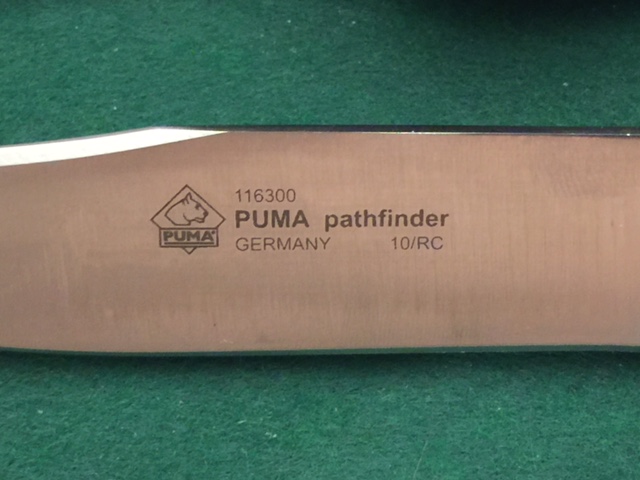 116300
PUMA pathfinder
GERMANY 10/RC
PUMA